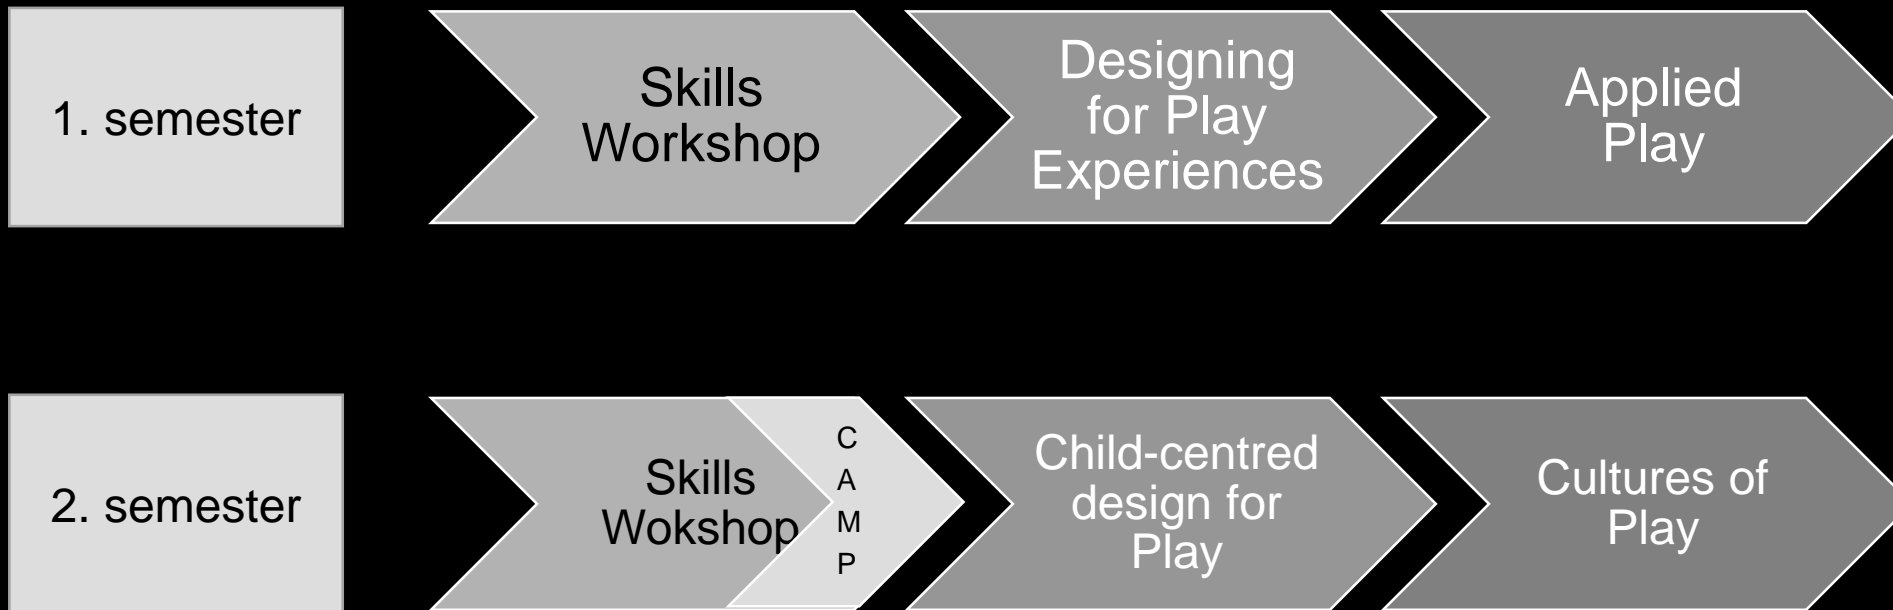 1. semester
Skills
Workshop
Designing
for Play
Experiences
Applied
Play
2. semester
Skills
Wokshop
C
A
M
P
Child-centred
design for
Play
Cultures of
Play